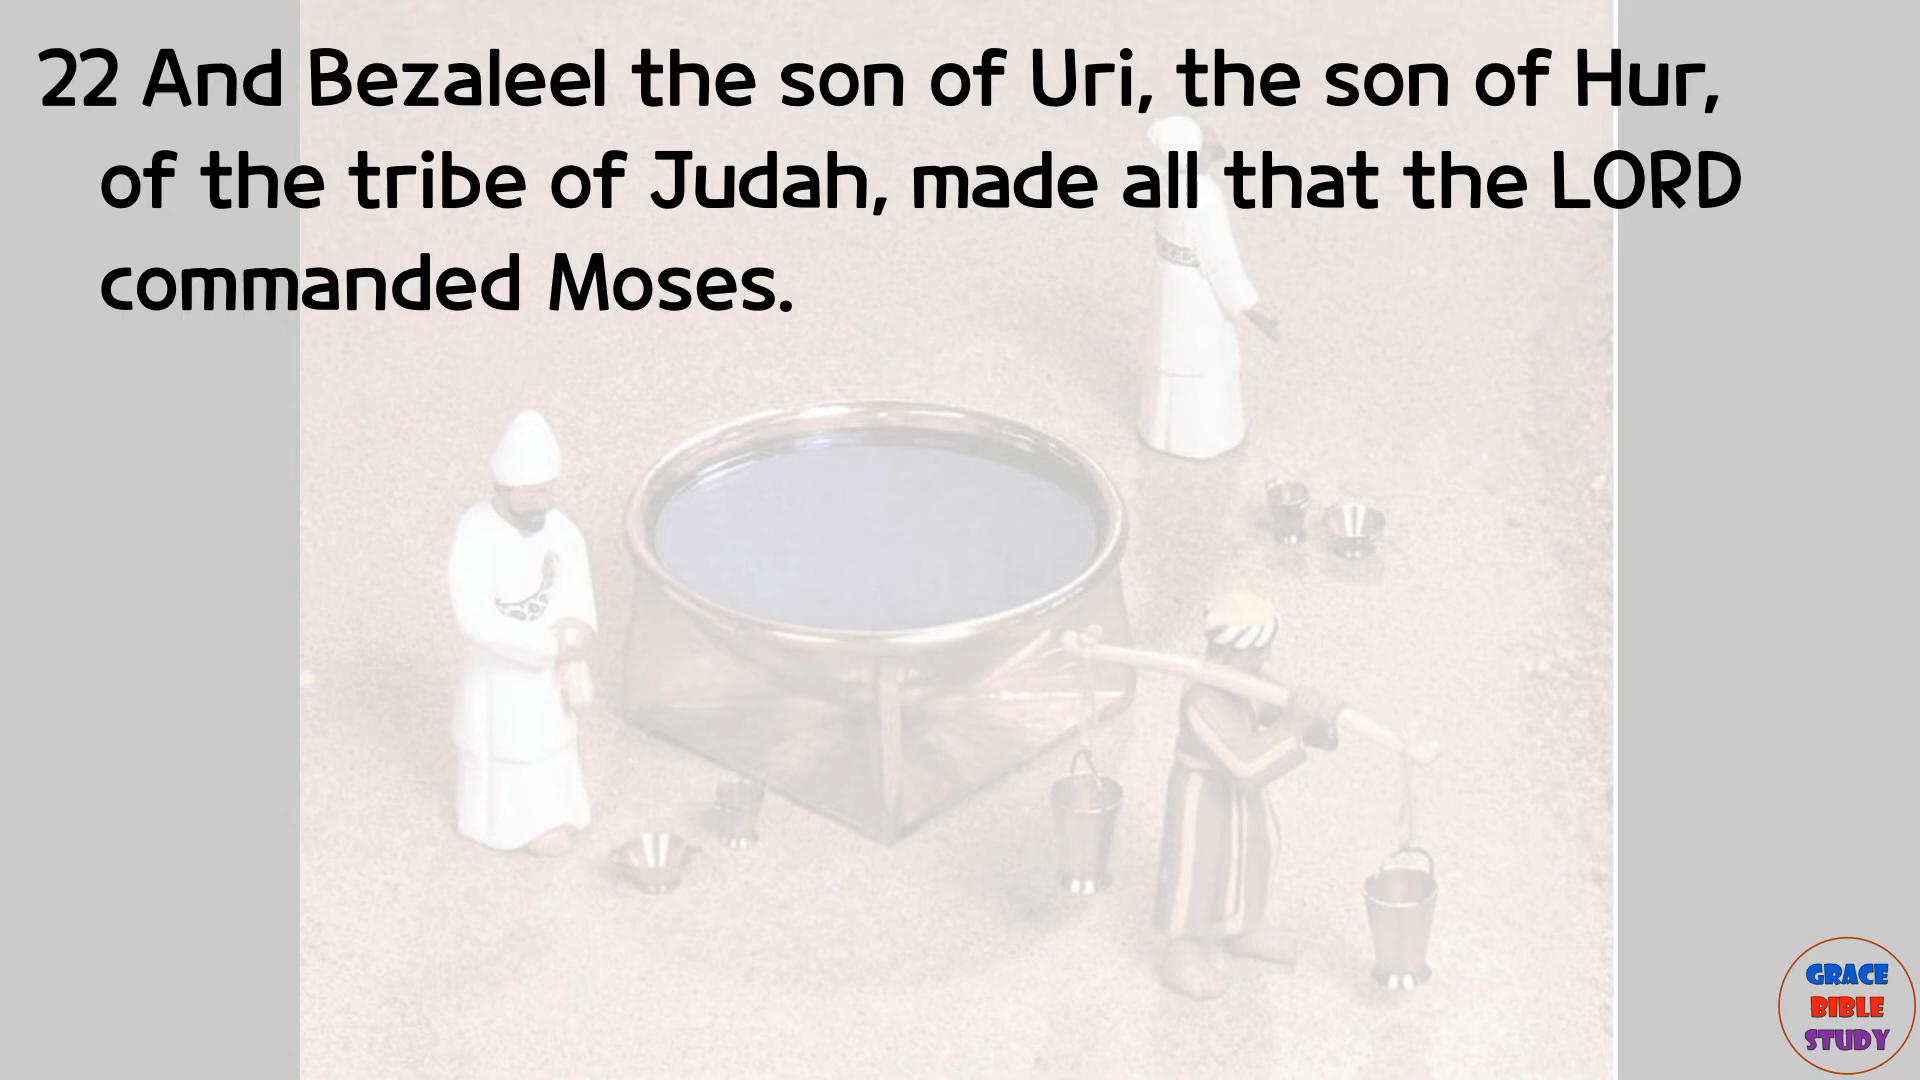 22 And Bezaleel the son of Uri, the son of Hur,
of the tribe of Judah, made all that the LORD
commanded Moses.
GRACE
BIBLE
STUDY